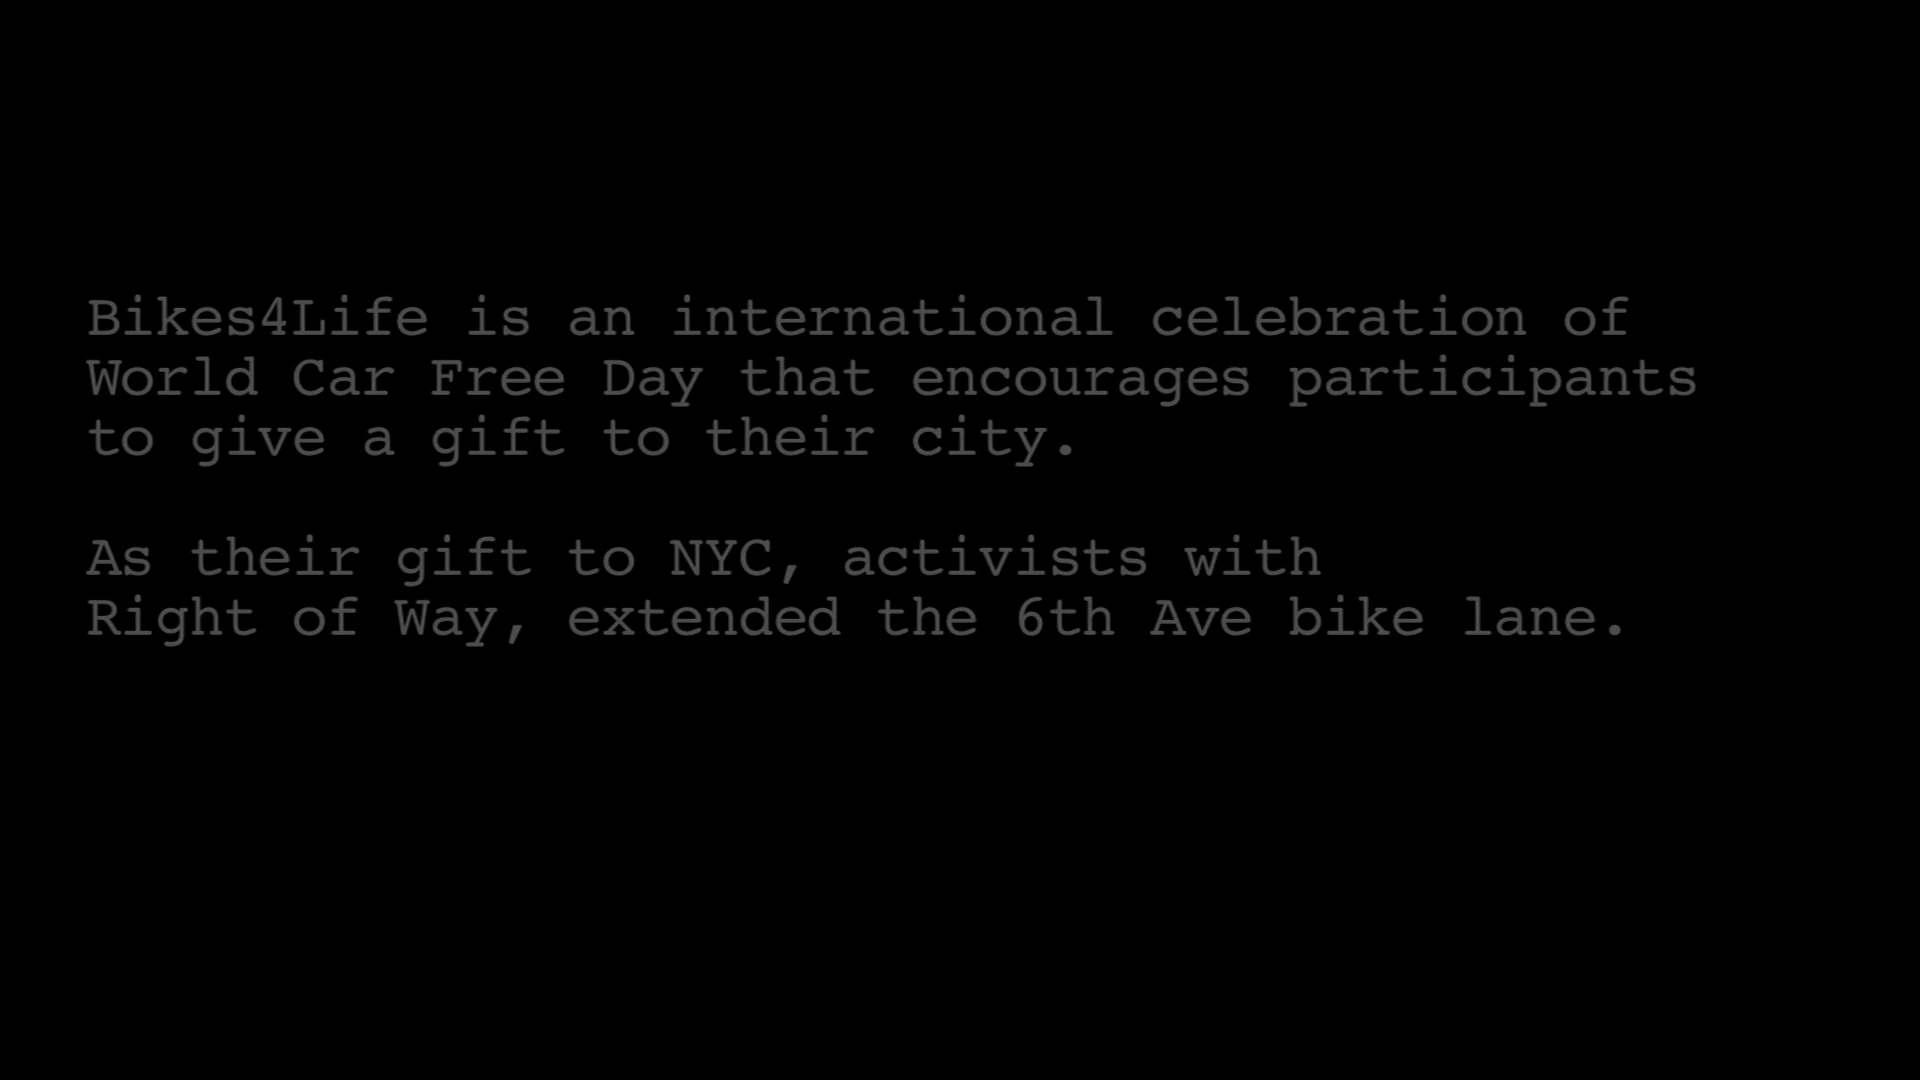 Bikes4Life is an international celebration of
World Car Free Day that encourages participants
to give a gift to their city.
As their gift to NYC, activists with
Right of Way, extended the 6th Ave bike lane.